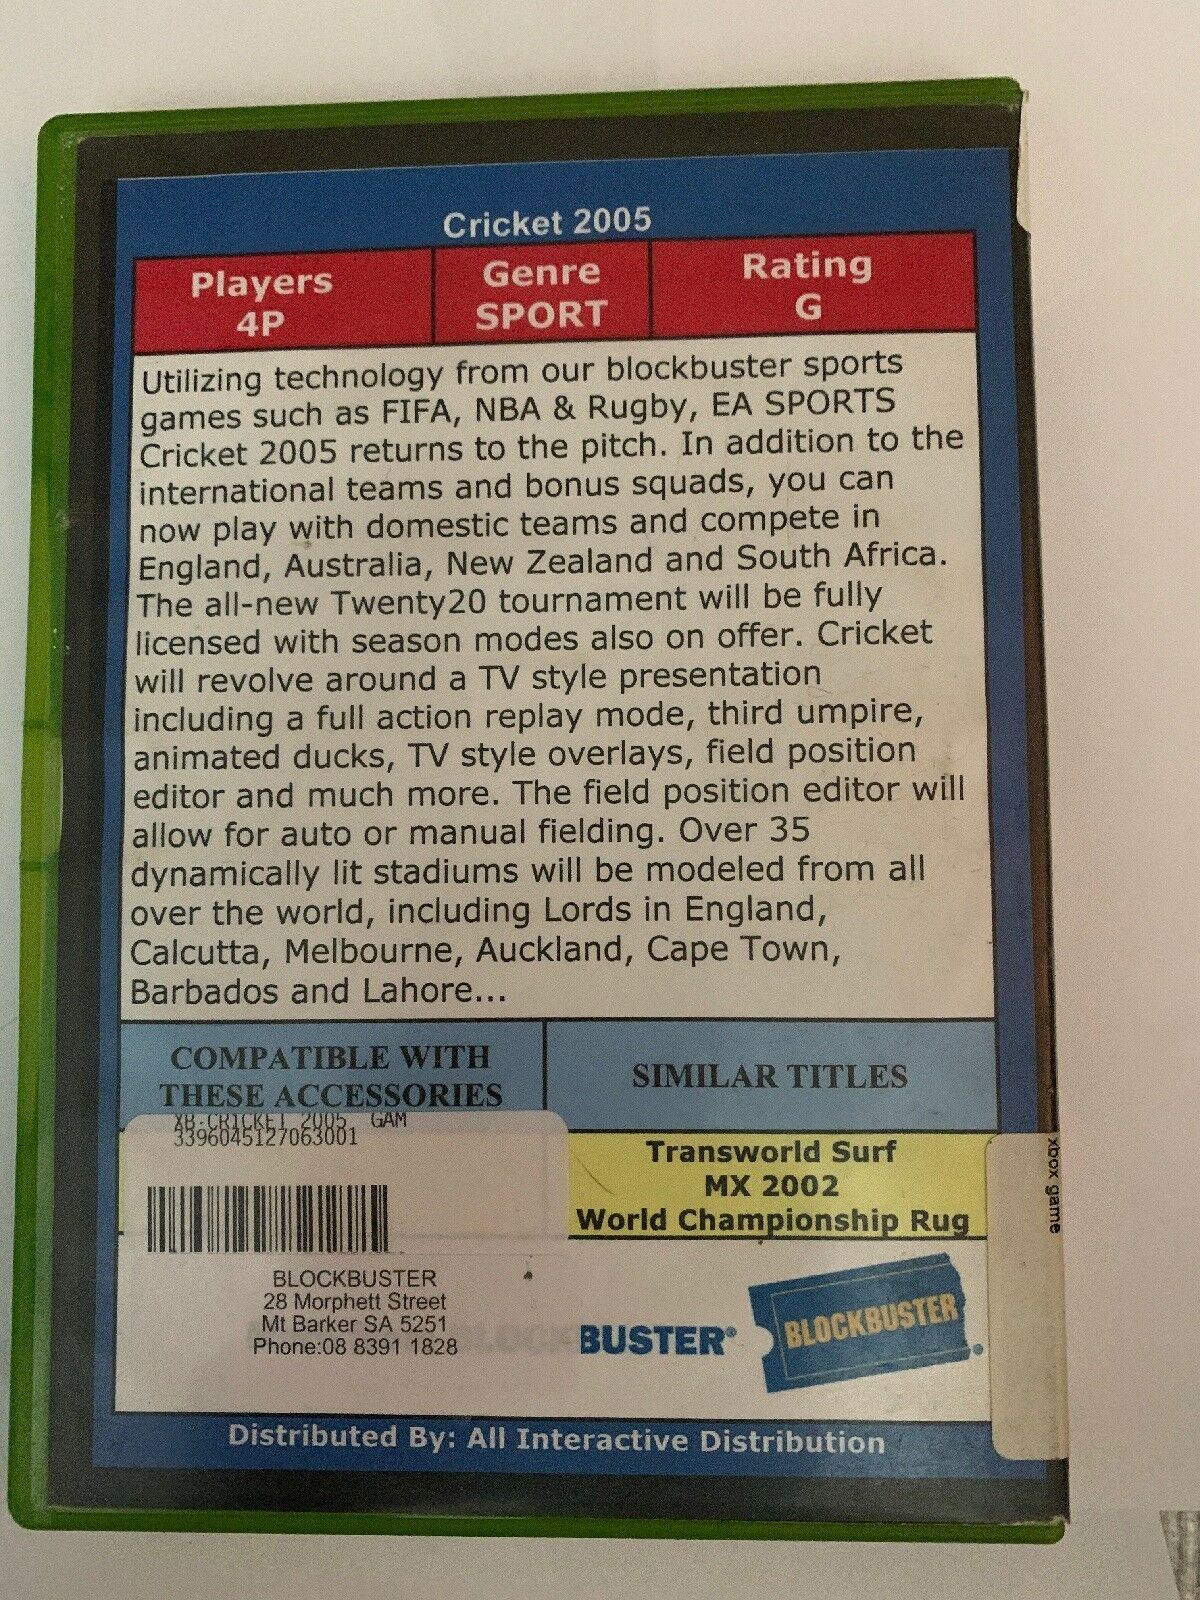 Cricket 2005
Players
4P
Genre
SPORT
Rating
G
Utilizing technology from our blockbuster sports
games such as FIFA, NBA & Rugby, EA SPORTS
Cricket 2005 returns to the pitch. In addition to the
international teams and bonus squads, you can
now play with domestic teams and compete in
England, Australia, New Zealand and South Africa.
The all-new Twenty20 tournament will be fully
licensed with season modes also on offer. Cricket
will revolve around a TV style presentation
including a full action replay mode, third umpire,
animated ducks, TV style overlays, field position
editor and much more. The field position editor will
allow for auto or manual fielding. Over 35
dynamically lit stadiums will be modeled from all
over the world, including Lords in England,
Calcutta, Melbourne, Auckland, Cape Town,
Barbados and Lahore...
COMPATIBLE WITH
THESE ACCESSORIES
SIMILAR TITLES
XB-CRICKET 2005 GAM
3396045127063001
Transworld Surf
MX 2002
World Championship Rug
xbox game
BLOCKBUSTER
28 Morphett Street
Mt Barker SA 5251
Phone:08 8391 1828
BLOCKBUSTER®
BLOCKBUSTER®
Distributed By: All Interactive Distribution